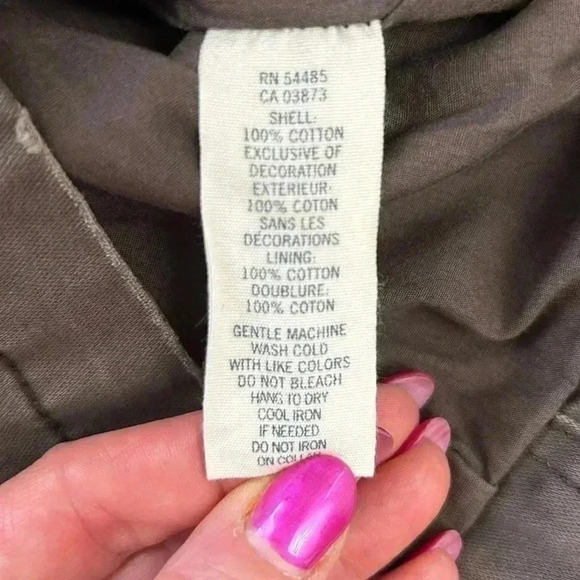 RN 54485
CA 03873
SHELL:
100% COTTON
EXCLUSIVE OF
DECORATION
EXTERIEUR:
100% COTON
SANS LES
DÉCORATIONS
LINING:
100% COTTON
DOUBLURE:
100% COTON
GENTLE MACHINE
WASH COLD
WITH LIKE COLORS
DO NOT BLEACH
HANG TO DRY
COOL IRON
IF NEEDED
DO NOT IRON
ON